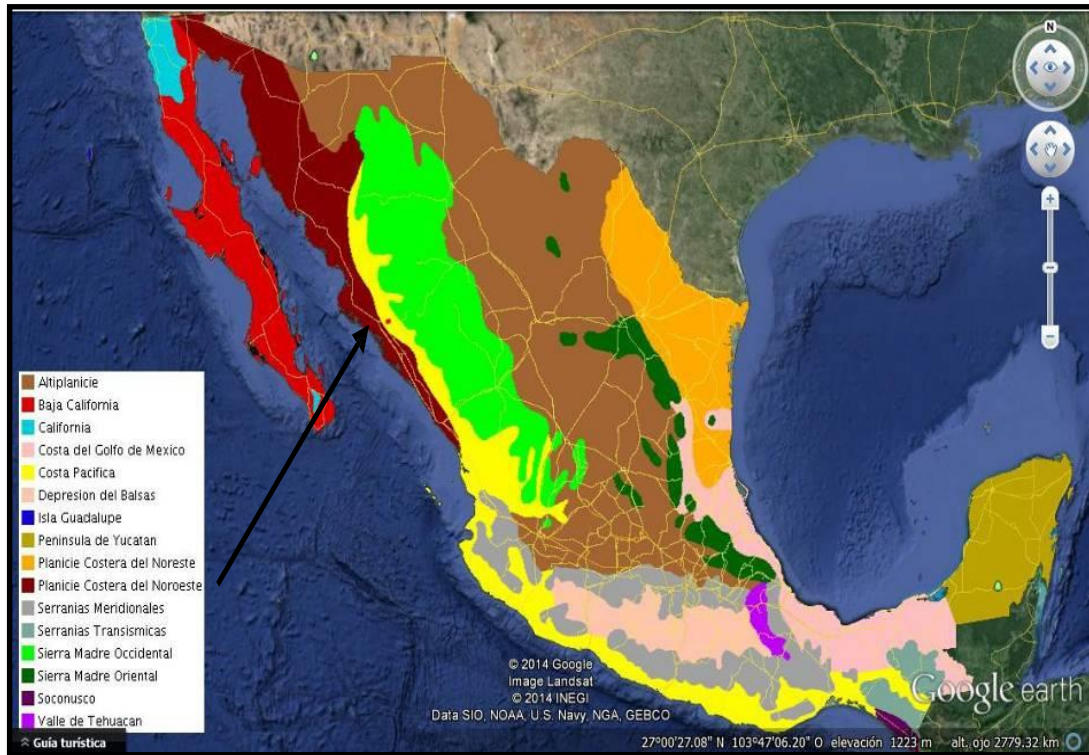 N
Altiplanicie
Baja California
California
Costa del Golfo de Mexico
Costa Pacifica
Depresion del Balsas
Isla Guadalupe
Peninsula de Yucatan
Planicie Costera del Noreste
Planicie Costera del Noroeste
Serranias Meridionales
Serranias Transismicas
Sierra Madre Occidental
Sierra Madre Oriental
Soconusco
Valle de Tehuacan
© 2014 Google
Image Landsat
© 2014 INEGI
Data SIO, NOAA, U.S. Navy, NGA, GEBCO
Google earth
Guía turística
27°00'27.08" N 103°47'06.20" O elevación 1223 m alt. ojo 2779.32 km